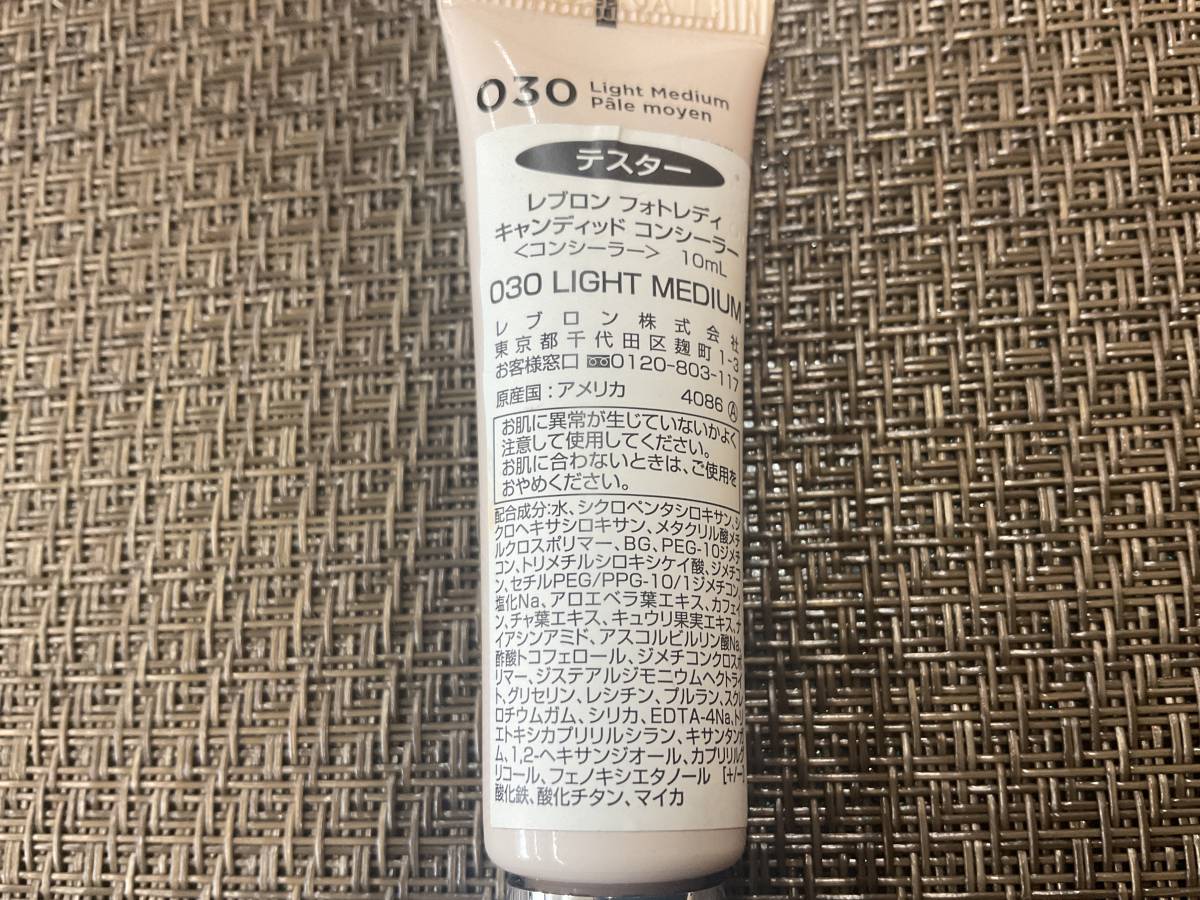 030 Light Medium
Pâle moyen
テスター
レブロン フォトレディ
キャンディッド コンシーラー
<コンシーラー> 10mL
030 LIGHT MEDIUM
レブロン株式会社
東京都千代田区麹町1-3
お客様窓口 0120-803-117
原産国:アメリカ 4086 Ⓐ
お肌に異常が生じていないかよく
注意して使用してください。
お肌に合わないときは、ご使用を
おやめください。
配合成分:水、シクロペンタシロキサン、シ
クロヘキサシロキサン、メタクリル酸メチ
ルクロスポリマー、BG、PEG-10ジメチ
コン、トリメチルシロキシケイ酸、ジメチコ
ン、セチルPEG/PPG-10/1ジメチコン、
塩化Na、アロエベラ葉エキス、カフェイ
ン、チャ葉エキス、キュウリ果実エキス、ナ
イアシンアミド、アスコルビルリン酸Na、
酢酸トコフェロール、ジメチコンクロスポ
リマー、ジステアルジモニウムヘクトライ
ト、グリセリン、レシチン、プルラン、スクレ
ロチウムガム、シリカ、EDTA-4Na、トリ
エトキシカプリリルシラン、キサンタンガ
ム、1,2-ヘキサンジオール、カプリリルグ
リコール、フェノキシエタノール [+/-]
酸化鉄、酸化チタン、マイカ